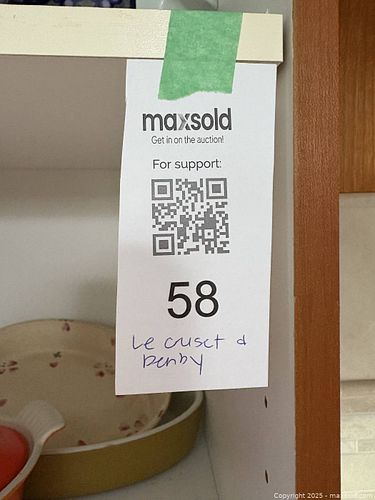 maxsold
Get in on the auction!
For support:
58
Le cruset &
Denby
Copyright 2025 - maxsold.com